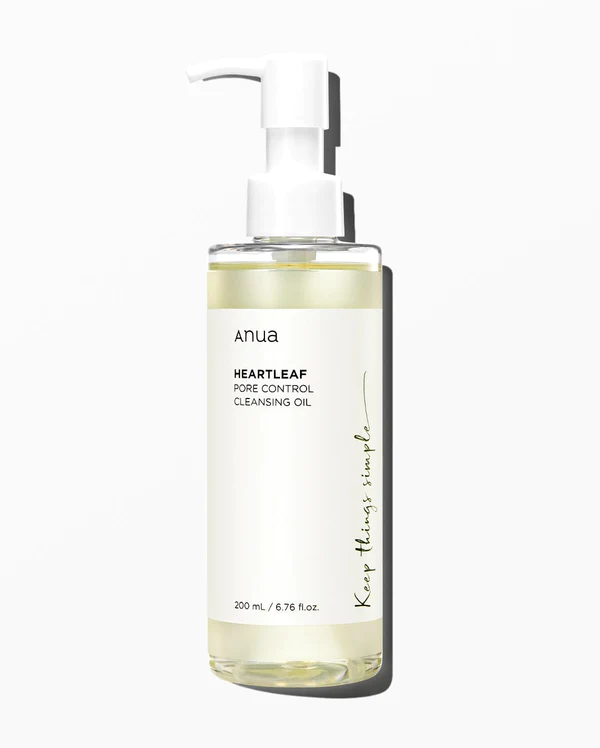 Anua
HEARTLEAF
PORE CONTROL
CLEANSING OIL
Keep things simple
200 mL / 6.76 fl.oz.